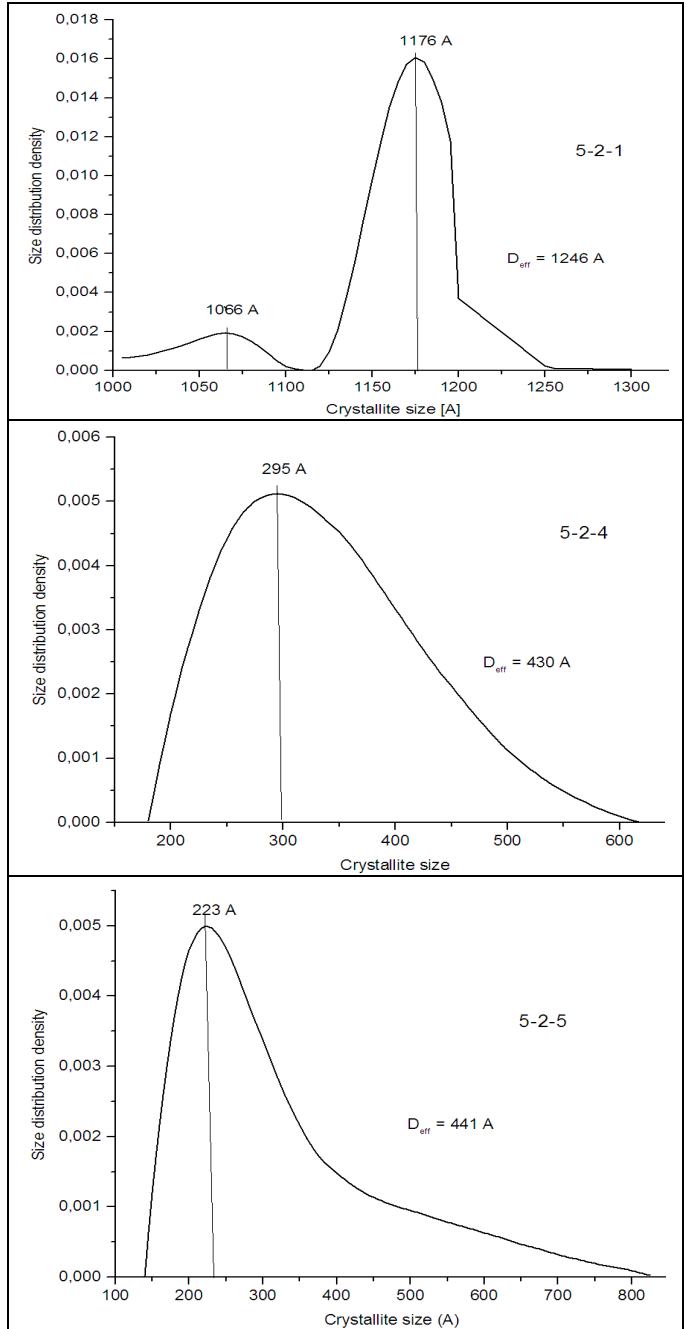 0,018
0,016
0,014
0,012
0,010
0,008
0,006
0,004
0,002
0,000
Size distribution density
1176 A
1066 A
5-2-1
Deff = 1246 A
1000 1050 1100 1150 1200 1250 1300
Crystallite size [A]
0,006
0,005
0,004
0,003
0,002
0,001
0,000
Size distribution density
295 A
5-2-4
Deff = 430 A
200 300 400 500 600
Crystallite size
0,005
0,004
0,003
0,002
0,001
0,000
Size distribution density
223 A
5-2-5
Deff = 441 A
100 200 300 400 500 600 700 800
Crystallite size (A)